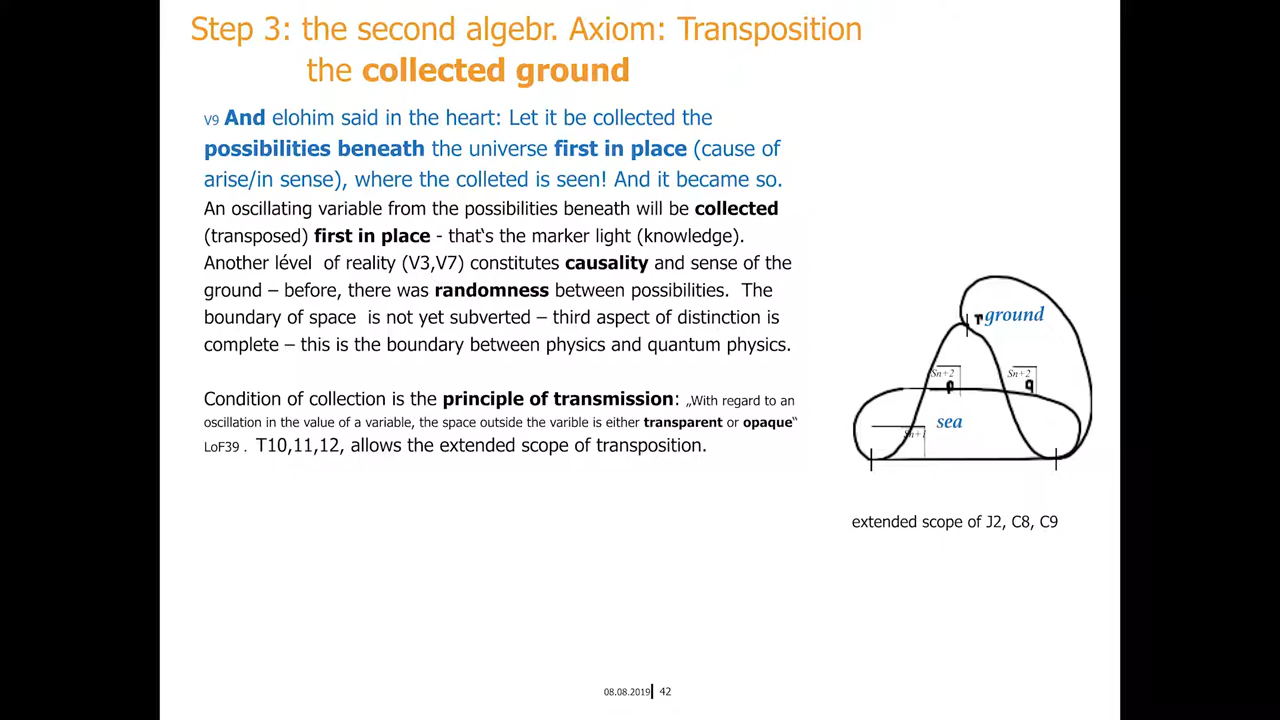 Step 3: the second algebr. Axiom: Transposition
the collected ground
V9 And elohim said in the heart: Let it be collected the
possibilities beneath the universe first in place (cause of
arise/in sense), where the colleted is seen! And it became so.
An oscillating variable from the possibilities beneath will be collected
(transposed) first in place - that‘s the marker light (knowledge).
Another lével of reality (V3,V7) constitutes causality and sense of the
ground – before, there was randomness between possibilities. The
boundary of space is not yet subverted – third aspect of distinction is
complete – this is the boundary between physics and quantum physics.
Condition of collection is the principle of transmission: „With regard to an
oscillation in the value of a variable, the space outside the varible is either transparent or opaque“
LoF39 . T10,11,12, allows the extended scope of transposition.
r ground
Sn+2 Sn+2
p q
sea
Sn+1
extended scope of J2, C8, C9
08.08.2019 42